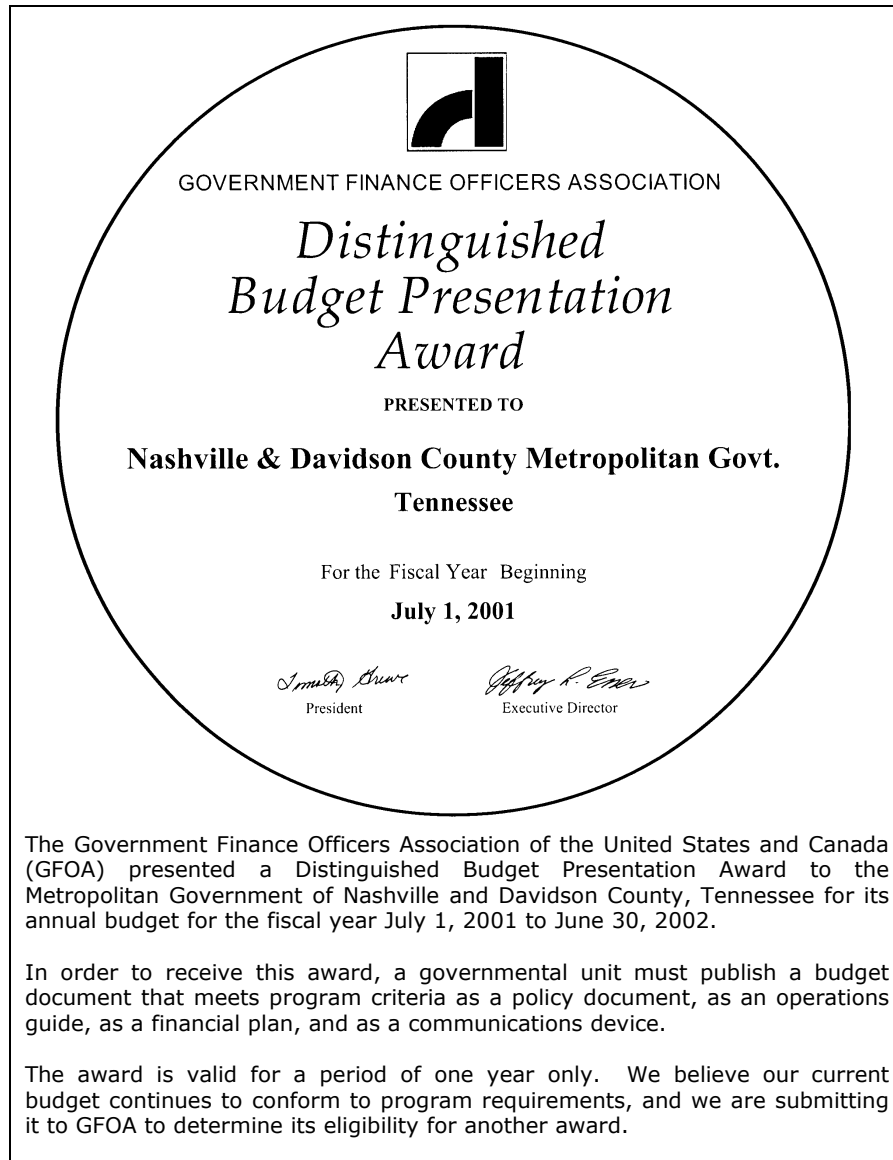 GOVERNMENT FINANCE OFFICERS ASSOCIATION
Distinguished
Budget Presentation
Award
PRESENTED TO
Nashville & Davidson County Metropolitan Govt.
Tennessee
For the Fiscal Year Beginning
July 1, 2001
President
Jeffrey L.
Executive Director
The Government Finance Officers Association of the United States and Canada
(GFOA) presented a Distinguished Budget Presentation Award to the
Metropolitan Government of Nashville and Davidson County, Tennessee for its
annual budget for the fiscal year July 1, 2001 to June 30, 2002.
In order to receive this award, a governmental unit must publish a budget
document that meets program criteria as a policy document, as an operations
guide, as a financial plan, and as a communications device.
The award is valid for a period of one year only. We believe our current
budget continues to conform to program requirements, and we are submitting
it to GFOA to determine its eligibility for another award.